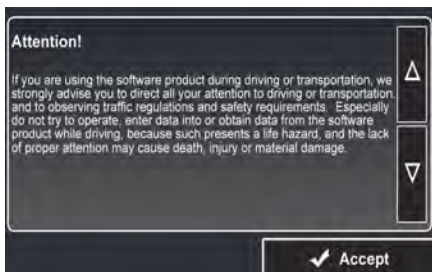 Attention!
If you are using the software product during driving or transportation, we
strongly advise you to direct all your attention to driving or transportation,
and to observing traffic regulations and safety requirements. Especially
do not try to operate, enter data into or obtain data from the software
product while driving, because such presents a life hazard, and the lack
of proper attention may cause death, injury or material damage.
Accept